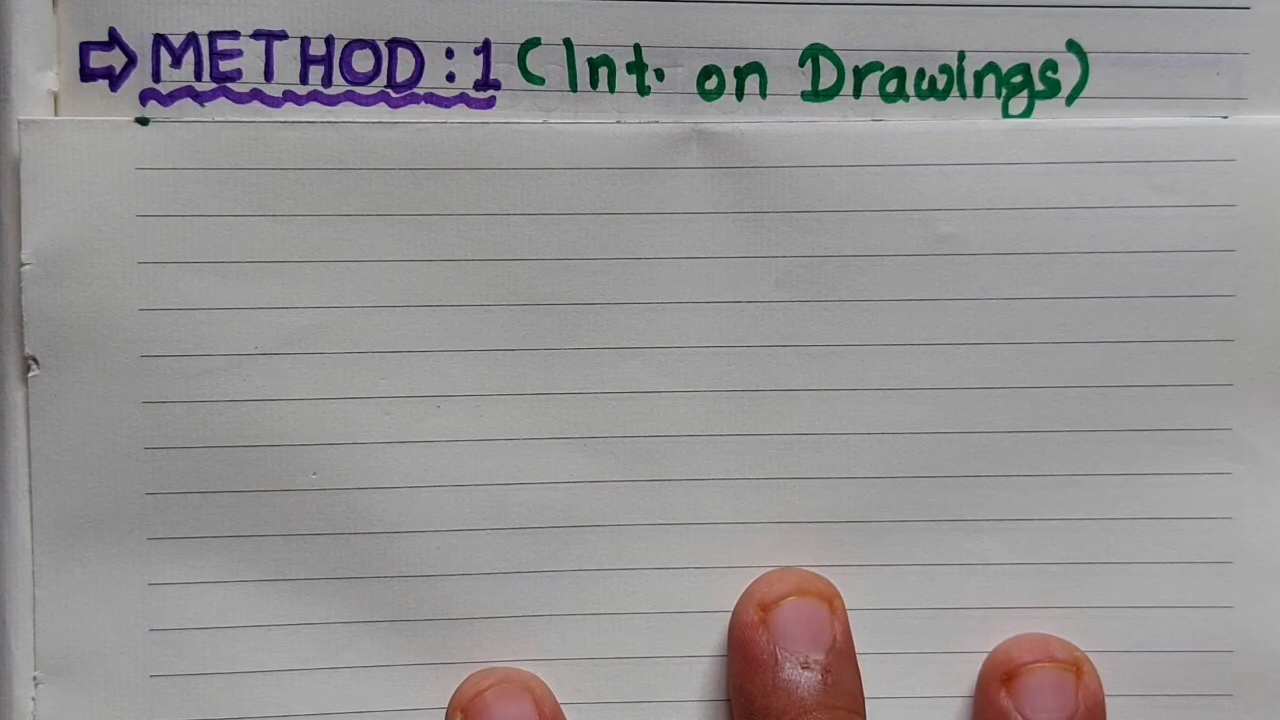 ⇨ METHOD:1 (Int. on Drawings)